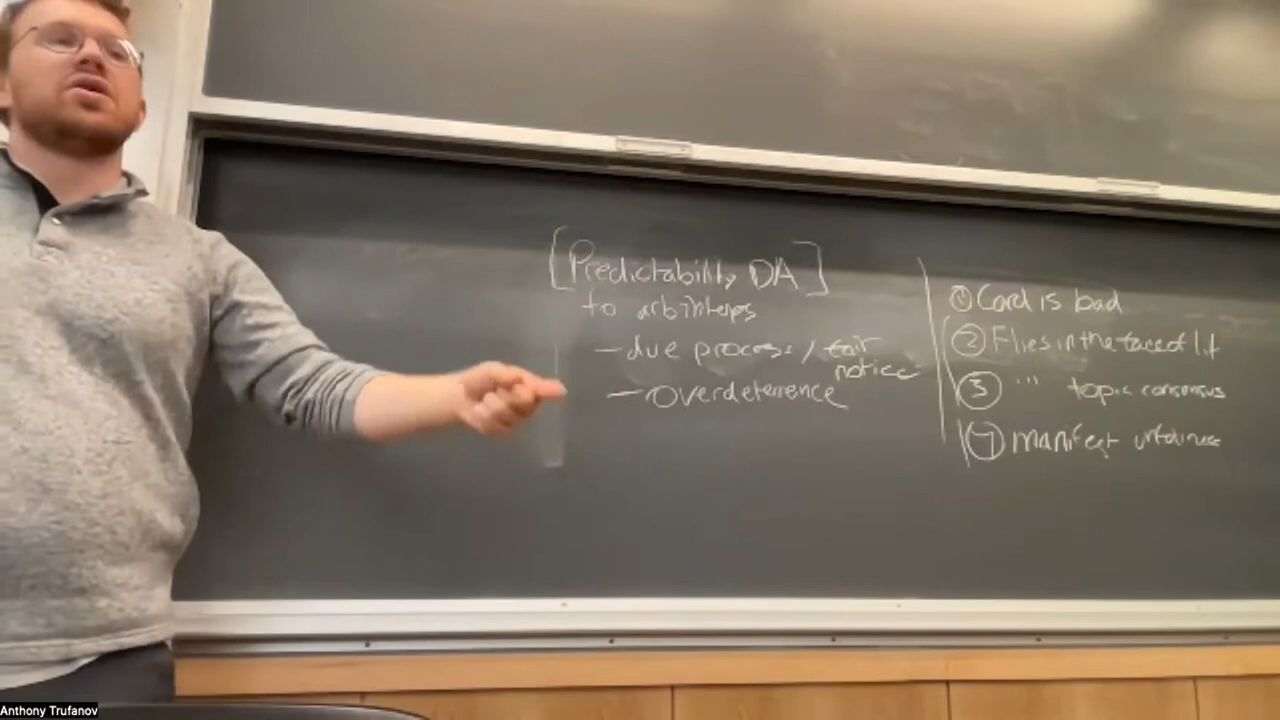 [Predictability DA]
to arb interps
– due process / fair
notice
– overdeterrence
① Card is bad
② Flies in the face of lit
③ " topic consensus
④ manifest unfairness
Anthony Trufanov